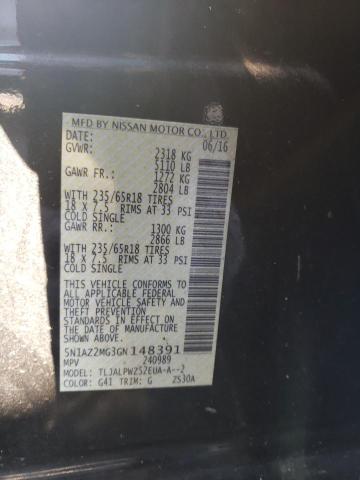 MFD BY NISSAN MOTOR CO., LTD.
DATE: 06/16
GVWR: 2318 KG
5110 LB
GAWR FR.: 1272 KG
2804 LB
WITH 235/65R18 TIRES
18 X 7.5 RIMS AT 33 PSI
COLD SINGLE
GAWR RR.: 1300 KG
2866 LB
WITH 235/65R18 TIRES
18 X 7.5 RIMS AT 33 PSI
COLD SINGLE
THIS VEHICLE CONFORMS TO
ALL APPLICABLE FEDERAL
MOTOR VEHICLE SAFETY AND
THEFT PREVENTION
STANDARDS IN EFFECT ON
THE DATE OF MANUFACTURE
SHOWN ABOVE.
5N1AZ2MG3GN148391
MPV 240989
MODEL: TLJALPWZ52EUA-A--2
COLOR: G41 TRIM: G ZS30A